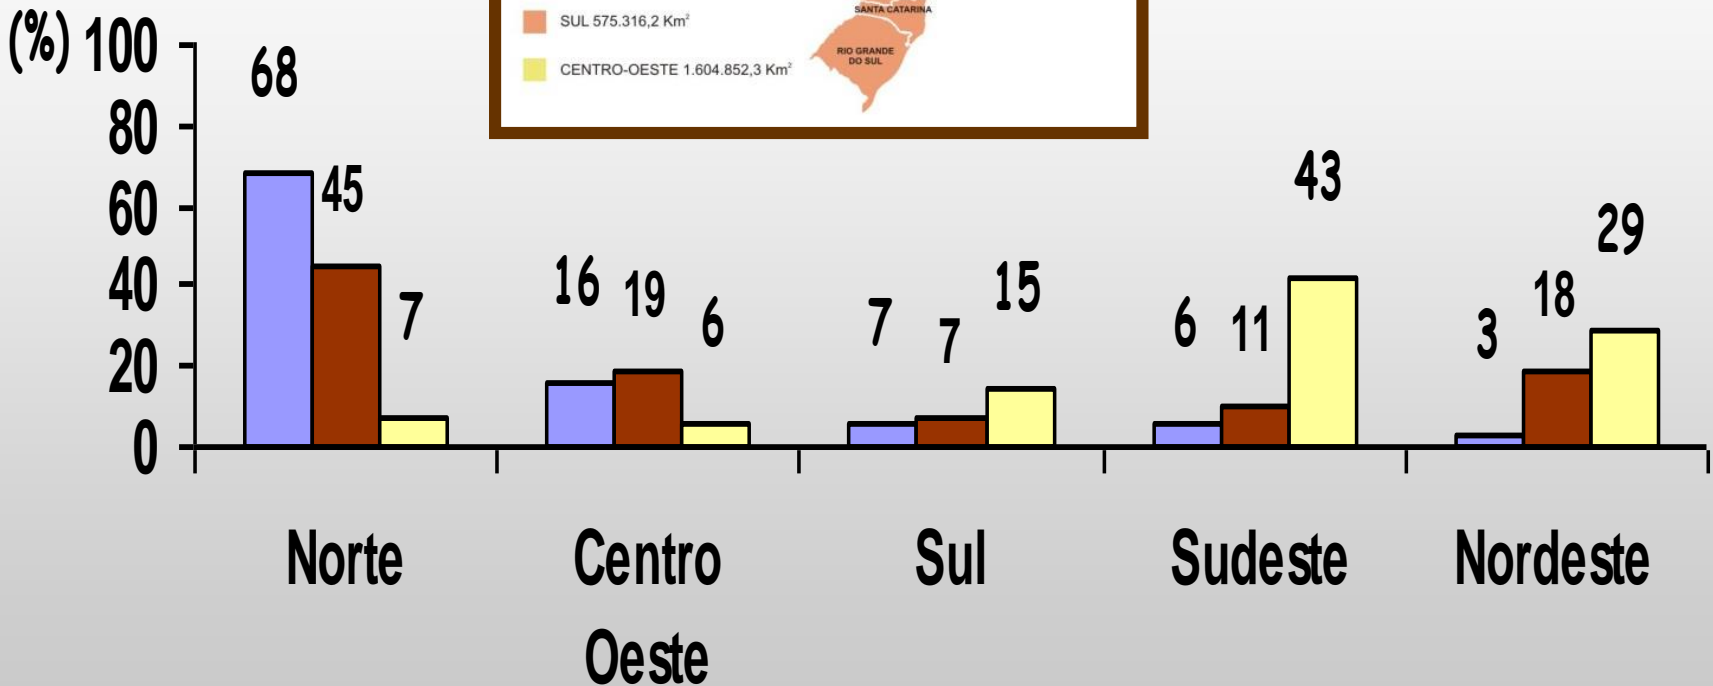 SANTA CATARINA
SUL 575.316,2 Km²
RIO GRANDE
DO SUL
CENTRO-OESTE 1.604.852,3 Km²
(%) 100
80
60
40
20
0
68
45
7
16
19
6
7
7
15
6
11
43
3
18
29
Norte
Centro
Oeste
Sul
Sudeste
Nordeste